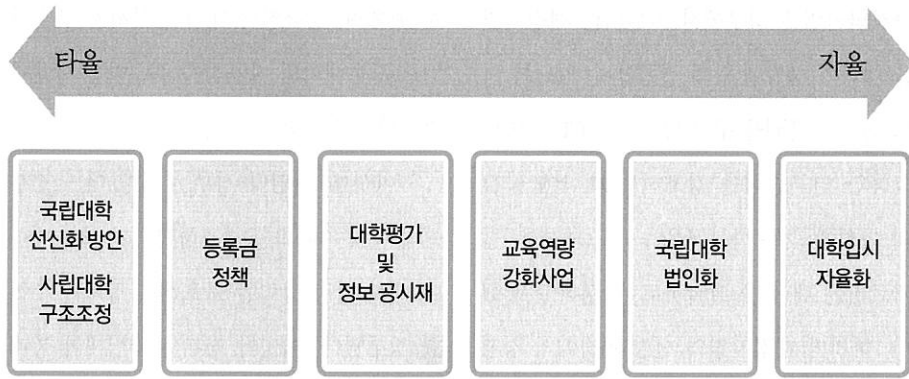 타율
자율
국립대학
선신화 방안
사립대학
구조조정
등록금
정책
대학평가
및
정보 공시재
교육역량
강화사업
국립대학
법인화
대학입시
자율화